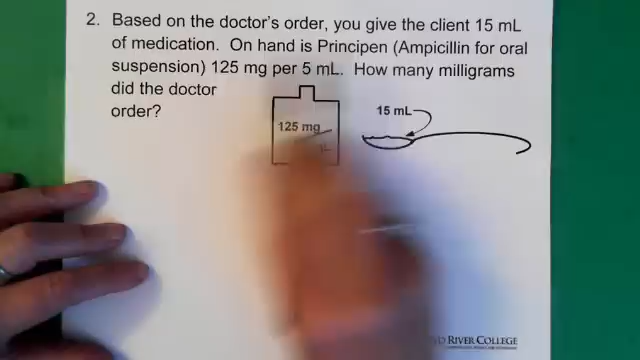 2. Based on the doctor's order, you give the client 15 mL
of medication. On hand is Principen (Ampicillin for oral
suspension) 125 mg per 5 mL. How many milligrams
did the doctor
order?
15 mL
125 mg
RIVER COLLEGE